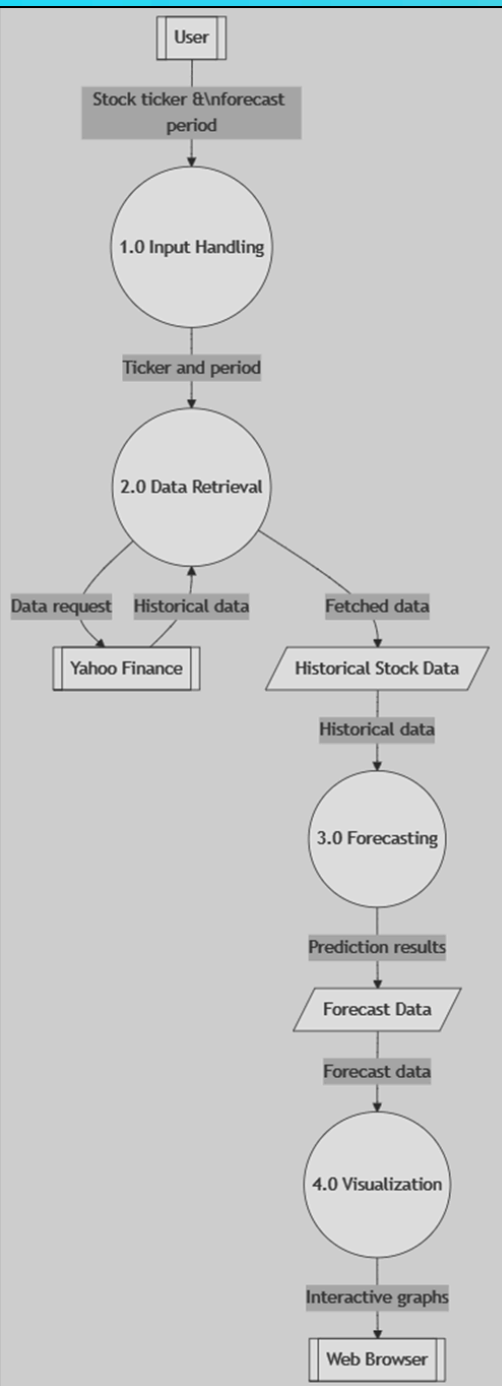 User
Stock ticker &\nforecast
period
1.0 Input Handling
Ticker and period
2.0 Data Retrieval
Data request
Historical data
Fetched data
Yahoo Finance
Historical Stock Data
Historical data
3.0 Forecasting
Prediction results
Forecast Data
Forecast data
4.0 Visualization
Interactive graphs
Web Browser